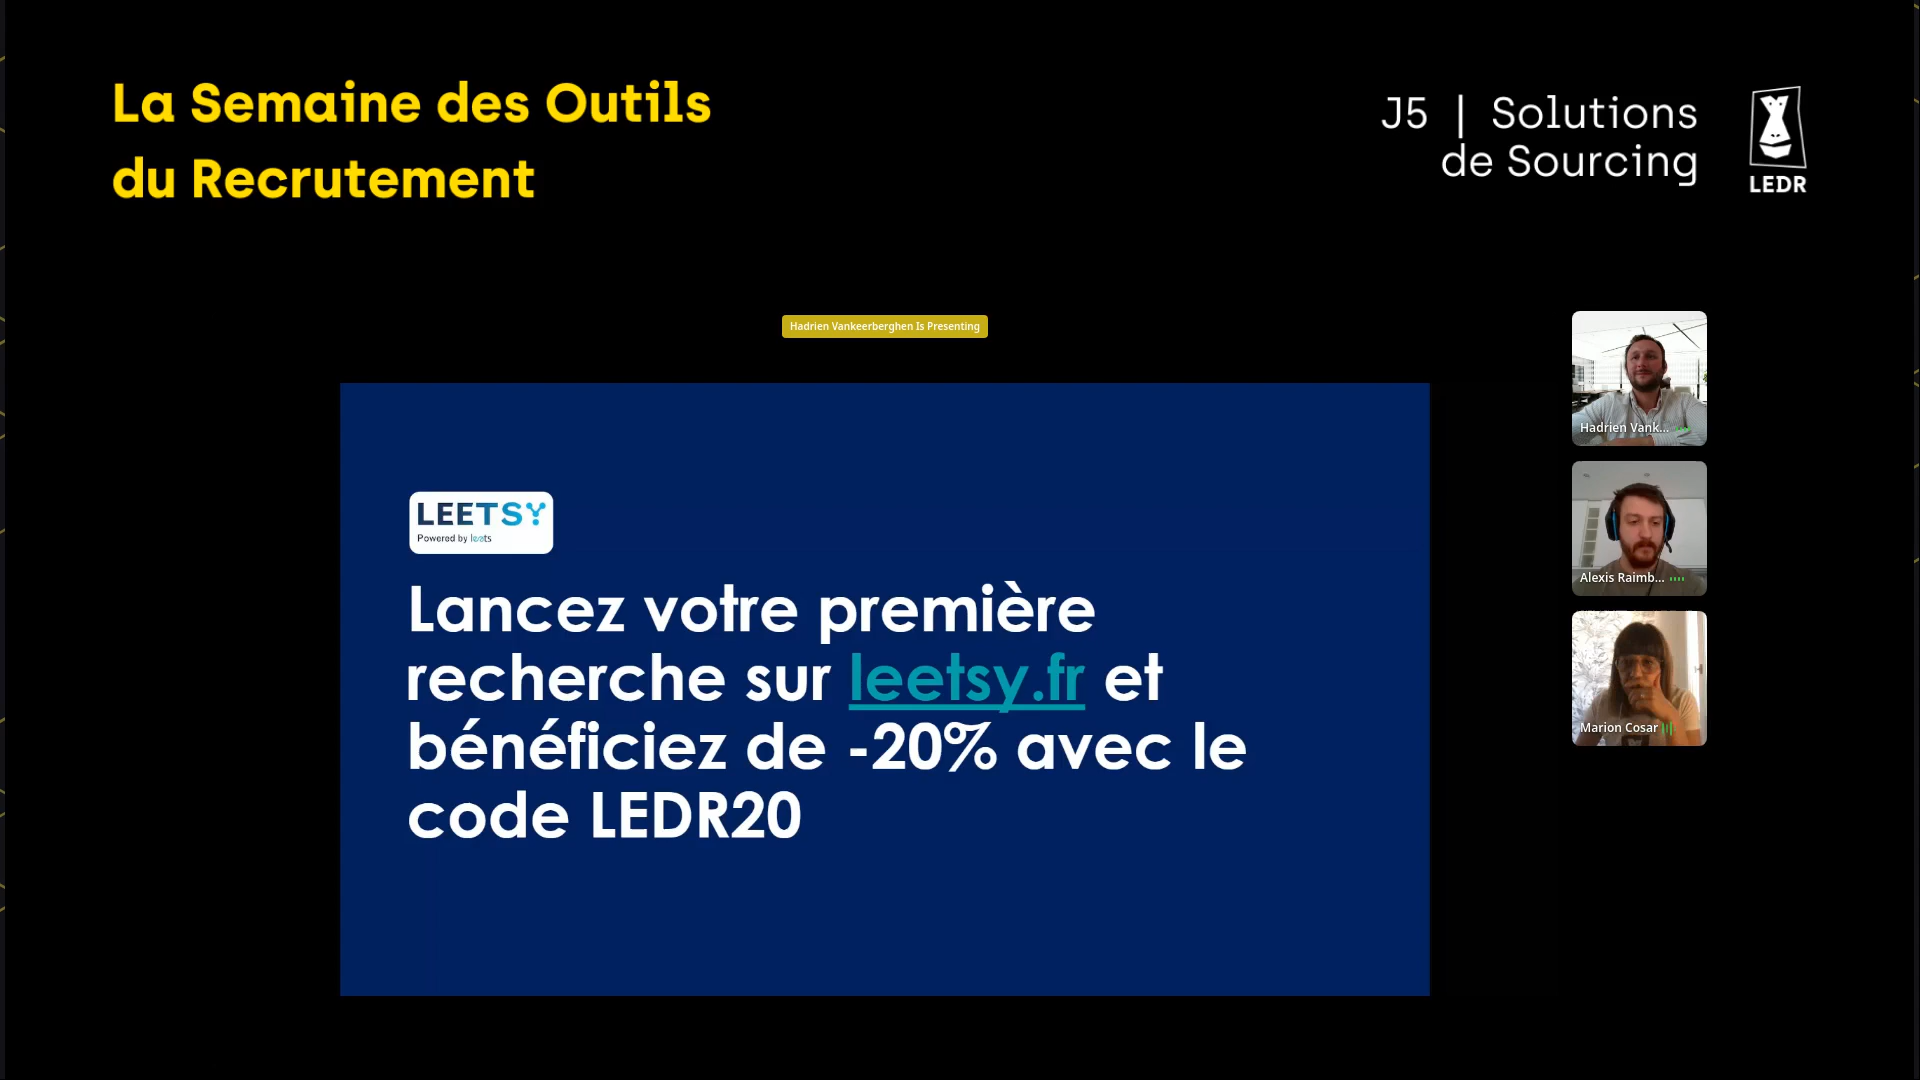 La Semaine des Outils
du Recrutement
J5 | Solutions
de Sourcing
LEDR
Hadrien Vankeerberghen Is Presenting
Hadrien Vank...
Alexis Raimb...
Marion Cosar
LEETSY
Powered by leets
Lancez votre première
recherche sur leetsy.fr et
bénéficiez de -20% avec le
code LEDR20